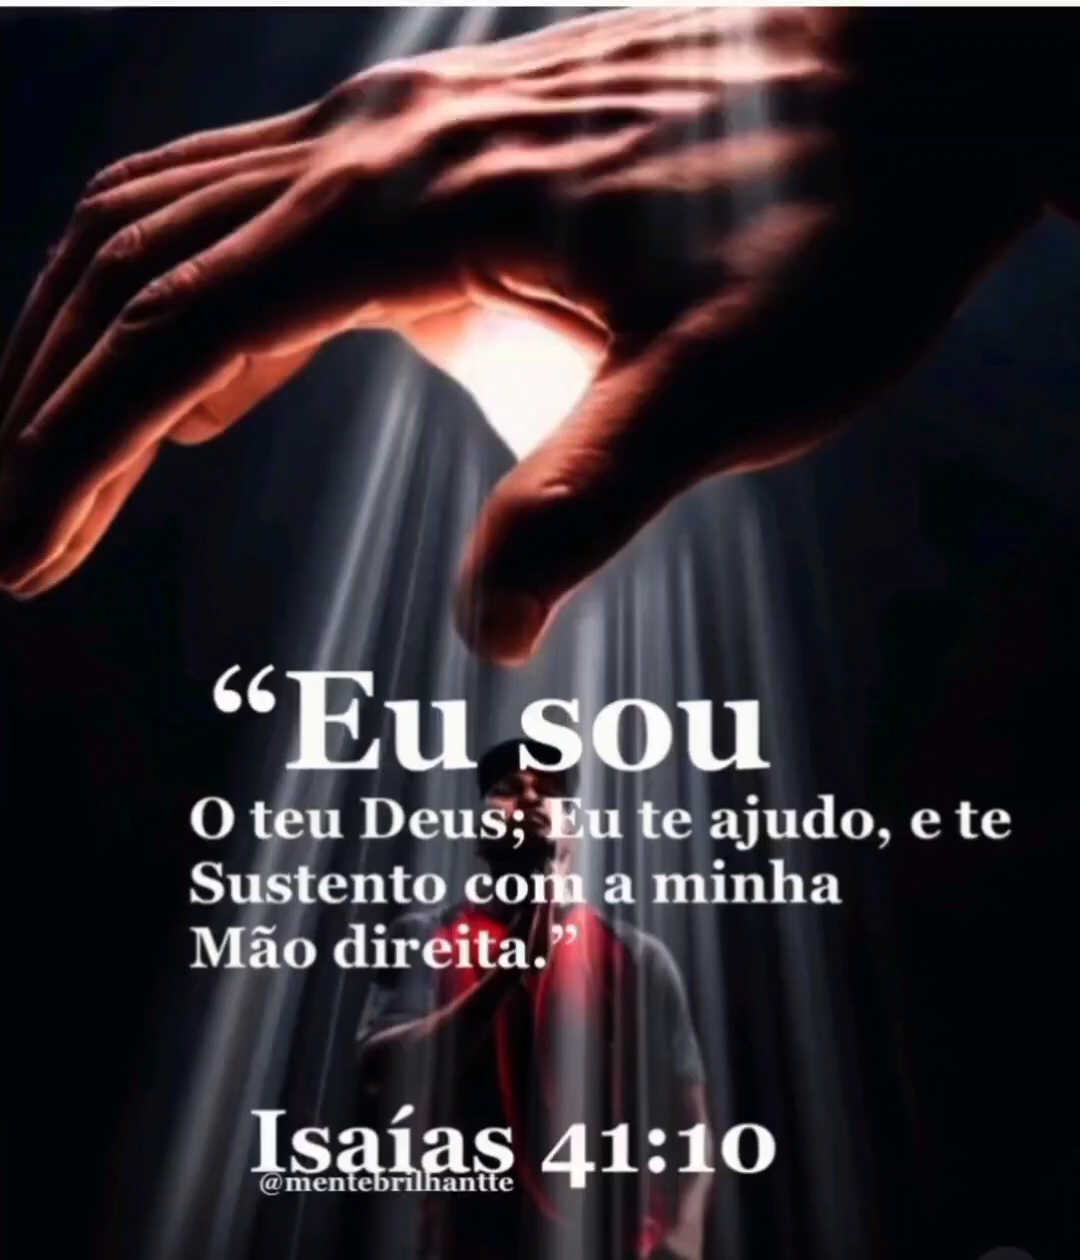 “Eu sou
O teu Deus; Eu te ajudo, e te
Sustento com a minha
Mão direita.”
Isaías 41:10
@mentebrilhantte